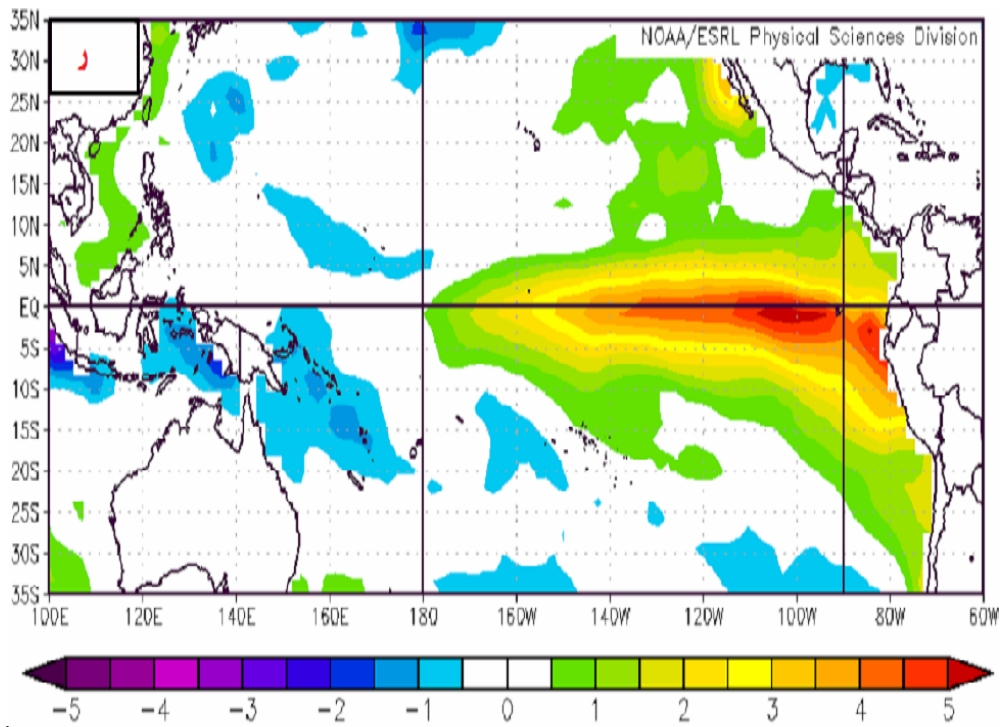 NOAA/ESRL Physical Sciences Division
35N
30N
25N
20N
15N
10N
5N
EQ
5S
10S
15S
20S
25S
30S
35S
100E 120E 140E 160E 180 160W 140W 120W 100W 80W 60W
-5 -4 -3 -2 -1 0 1 2 3 4 5